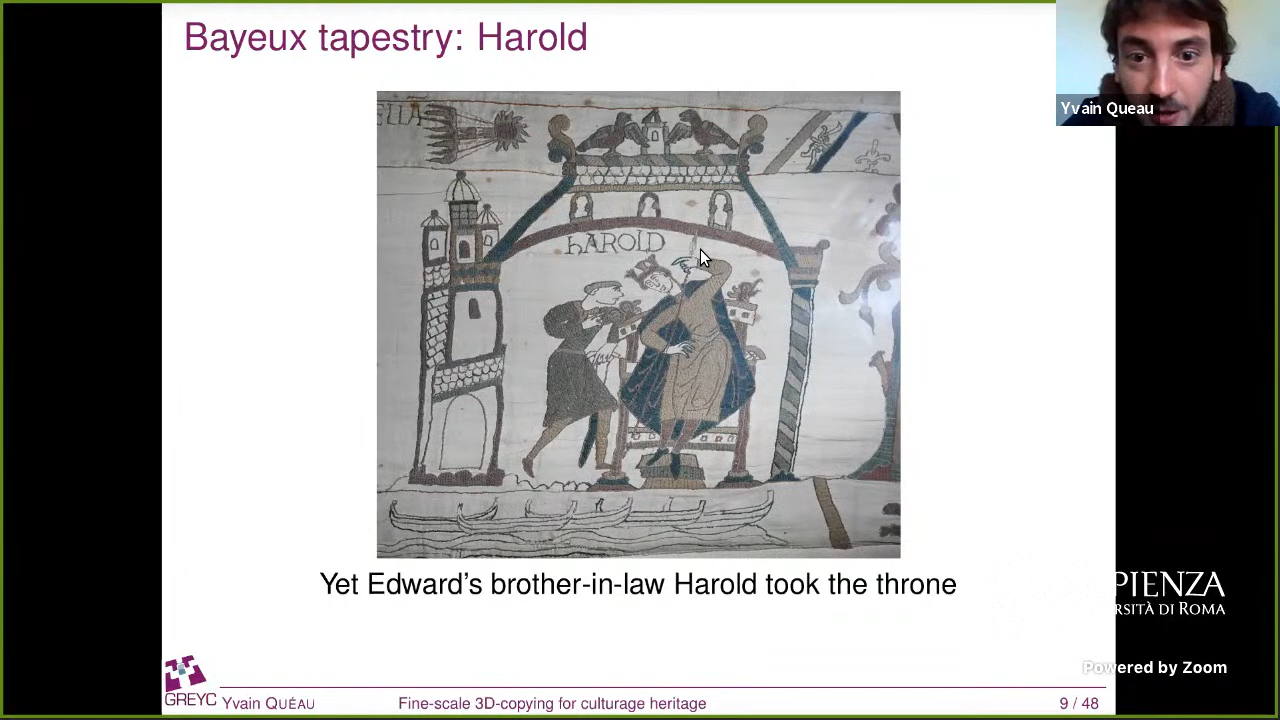 Bayeux tapestry: Harold
Yvain Queau
ELLA
hAROLD
Yet Edward's brother-in-law Harold took the throne
PIENZA
RSITÀ DI ROMA
Powered by Zoom
GREYC
Yvain QUÉAU
Fine-scale 3D-copying for culturage heritage
9 / 48